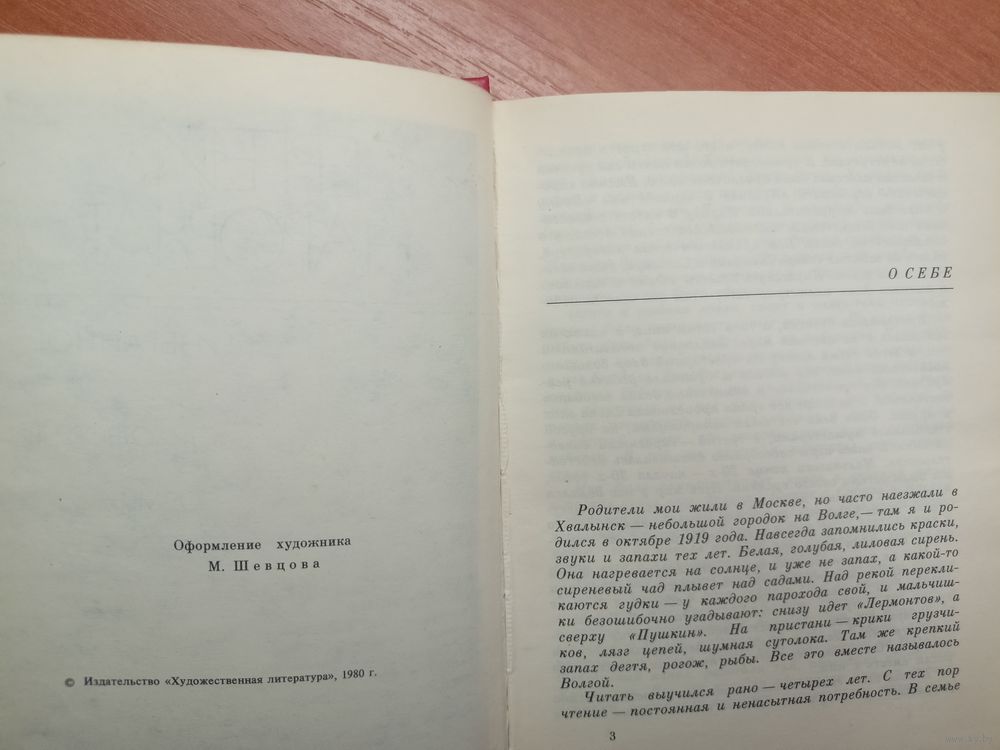 Оформление художника
М. Шевцова
© Издательство «Художественная литература», 1980 г.
О СЕБЕ
Родители мои жили в Москве, но часто наезжали в
Хвалынск — небольшой городок на Волге,— там я и ро-
дился в октябре 1919 года. Навсегда запомнились краски,
звуки и запахи тех лет. Белая, голубая, лиловая сирень.
Она нагревается на солнце, и уже не запах, а какой-то
сиреневый чад плывет над садами. Над рекой перекли-
каются гудки — у каждого парохода свой, и мальчиш-
ки безошибочно угадывают: снизу идет «Лермонтов», а
сверху «Пушкин». На пристани — крики грузчи-
ков, лязг цепей, шумная сутолока. Там же крепкий
запах дегтя, рогож, рыбы. Все это вместе называлось
Волгой.
Читать выучился рано — четырех лет. С тех пор
чтение — постоянная и ненасытная потребность. В семье
3